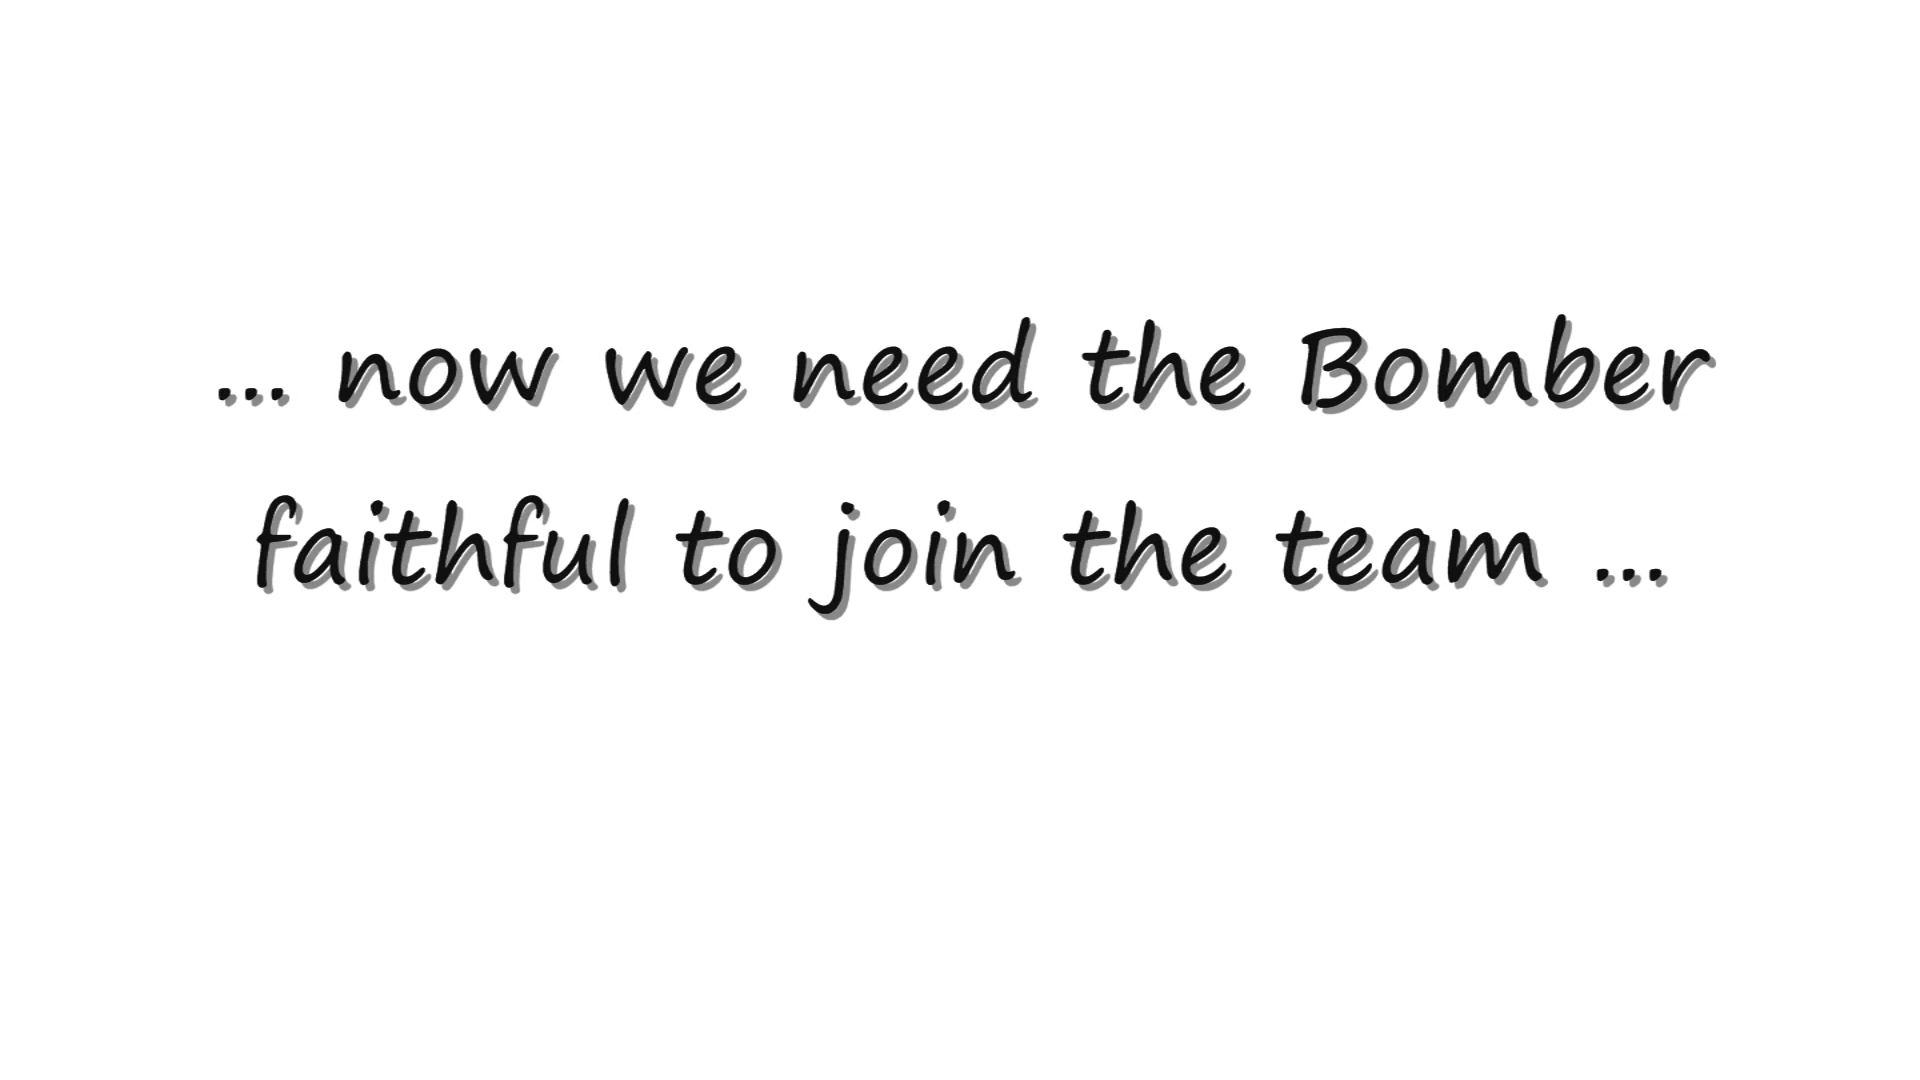 ... now we need the Bomber
faithful to join the team ...